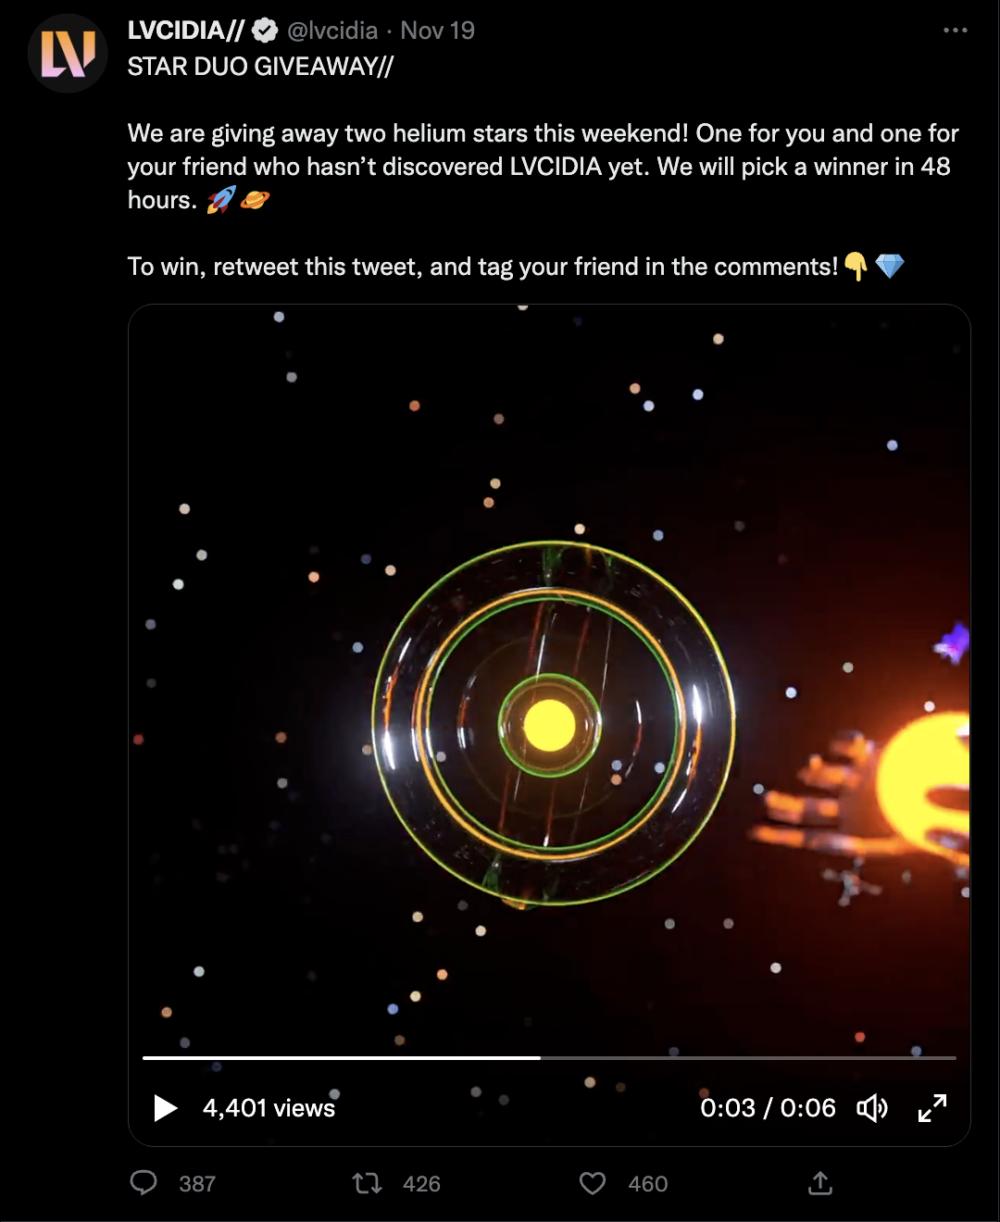 LV
LVCIDIA// @lvcidia · Nov 19
STAR DUO GIVEAWAY//
We are giving away two helium stars this weekend! One for you and one for
your friend who hasn’t discovered LVCIDIA yet. We will pick a winner in 48
hours. 🚀🪐
To win, retweet this tweet, and tag your friend in the comments!👇💎
4,401 views
0:03 / 0:06
387
426
460